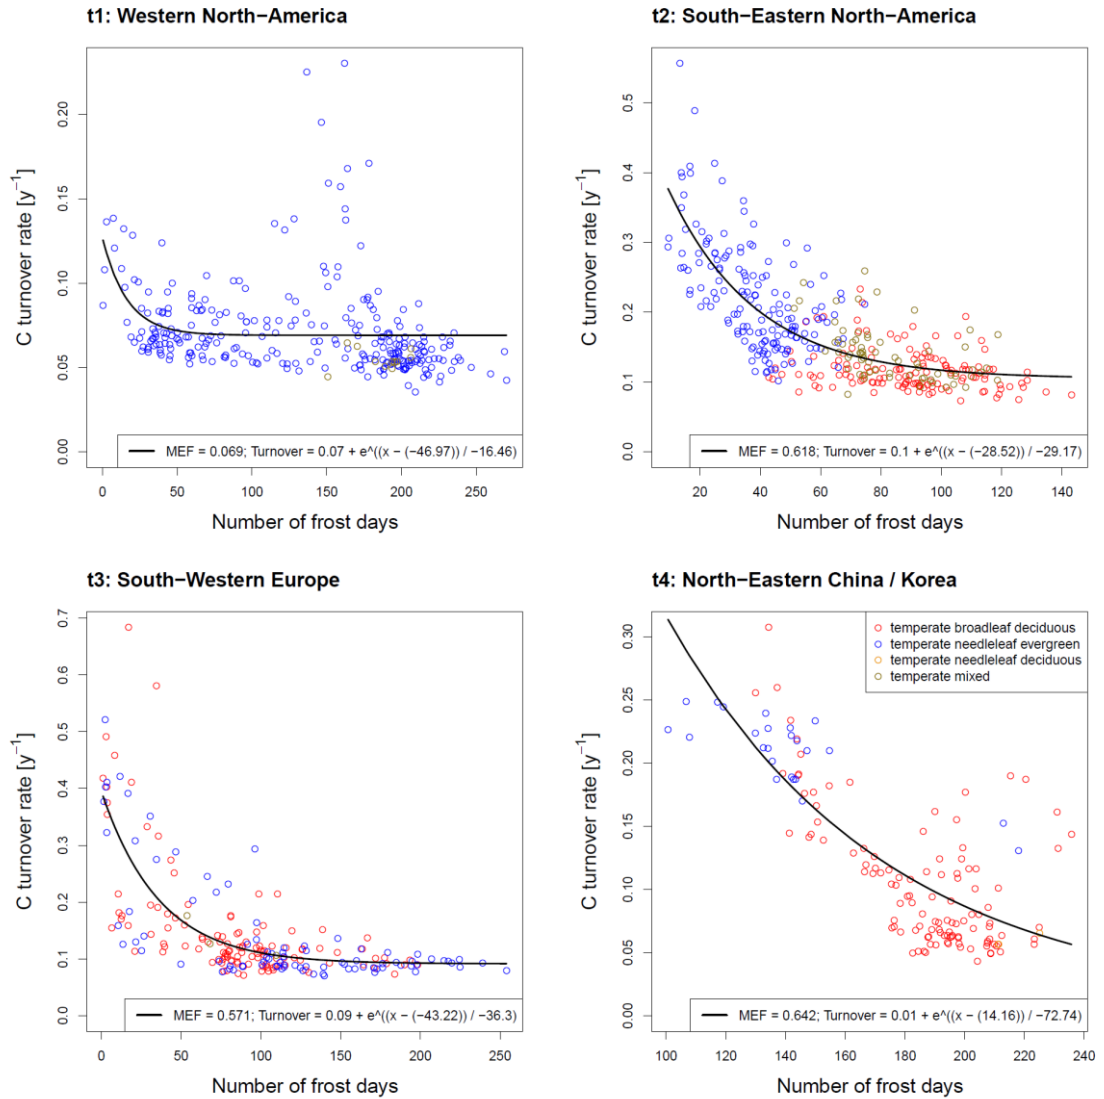 t1: Western North−America
C turnover rate [y⁻¹]
0.00
0.05
0.10
0.15
0.20
MEF = 0.069; Turnover = 0.07 + e^((x − (−46.97)) / −16.46)
0 50 100 150 200 250
Number of frost days
t2: South−Eastern North−America
C turnover rate [y⁻¹]
0.0
0.1
0.2
0.3
0.4
0.5
MEF = 0.618; Turnover = 0.1 + e^((x − (−28.52)) / −29.17)
20 40 60 80 100 120 140
Number of frost days
t3: South−Western Europe
C turnover rate [y⁻¹]
0.0
0.1
0.2
0.3
0.4
0.5
0.6
0.7
MEF = 0.571; Turnover = 0.09 + e^((x − (−43.22)) / −36.3)
0 50 100 150 200 250
Number of frost days
t4: North−Eastern China / Korea
C turnover rate [y⁻¹]
0.00
0.05
0.10
0.15
0.20
0.25
0.30
temperate broadleaf deciduous
temperate needleleaf evergreen
temperate needleleaf deciduous
temperate mixed
MEF = 0.642; Turnover = 0.01 + e^((x − (14.16)) / −72.74)
100 120 140 160 180 200 220 240
Number of frost days